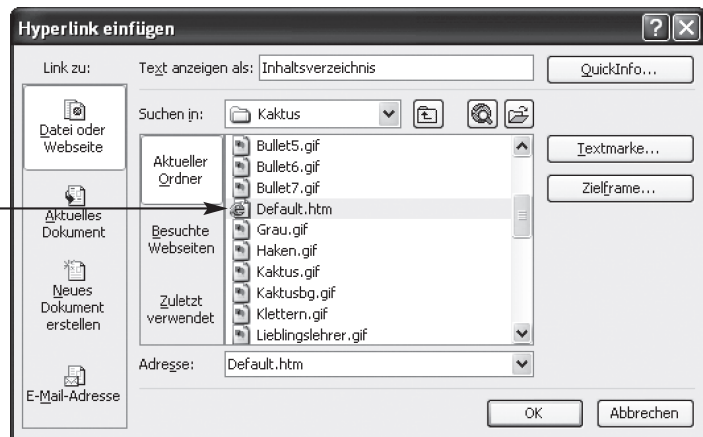 Hyperlink einfügen
Link zu:
Text anzeigen als: Inhaltsverzeichnis
QuickInfo...
Suchen in: Kaktus
Datei oder
Webseite
Aktuelles
Dokument
Neues
Dokument
erstellen
E-Mail-Adresse
Aktueller
Ordner
Besuchte
Webseiten
Zuletzt
verwendet
Bullet5.gif
Bullet6.gif
Bullet7.gif
Default.htm
Grau.gif
Haken.gif
Kaktus.gif
Kaktusbg.gif
Klettern.gif
Lieblingslehrer.gif
Textmarke...
Zielframe...
Adresse: Default.htm
OK
Abbrechen